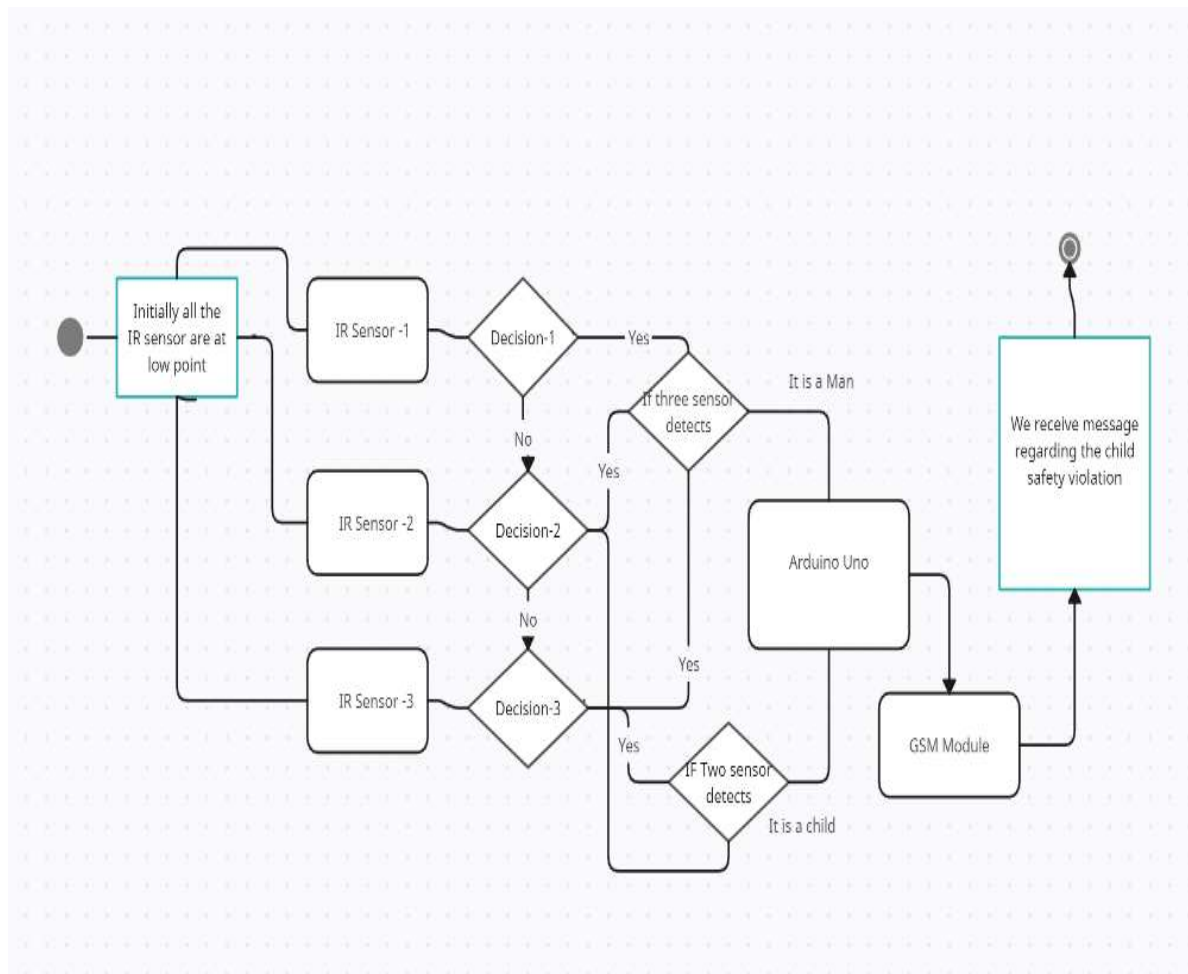 Initially all the
IR sensor are at
low point
IR Sensor -1
Decision-1
Yes
If three sensor
detects
It is a Man
No
Yes
IR Sensor -2
Decision-2
No
IR Sensor -3
Decision-3
Yes
Yes
IF Two sensor
detects
It is a child
Arduino Uno
GSM Module
We receive message
regarding the child
safety violation